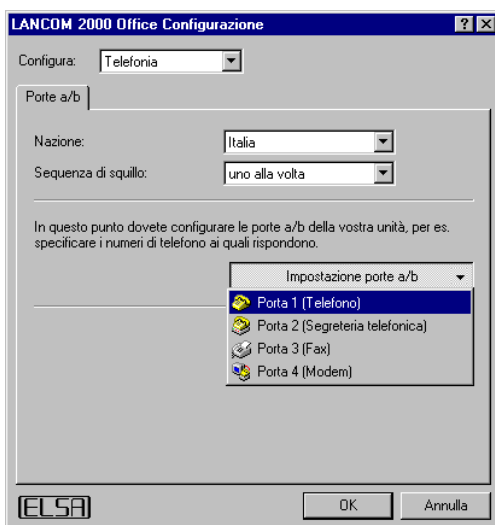 LANCOM 2000 Office Configurazione
Configura: Telefonia
Porte a/b
Nazione: Italia
Sequenza di squillo: uno alla volta
In questo punto dovete configurare le porte a/b della vostra unità, per es.
specificare i numeri di telefono ai quali rispondono.
Impostazione porte a/b
Porta 1 (Telefono)
Porta 2 (Segreteria telefonica)
Porta 3 (Fax)
Porta 4 (Modem)
ELSA OK Annulla